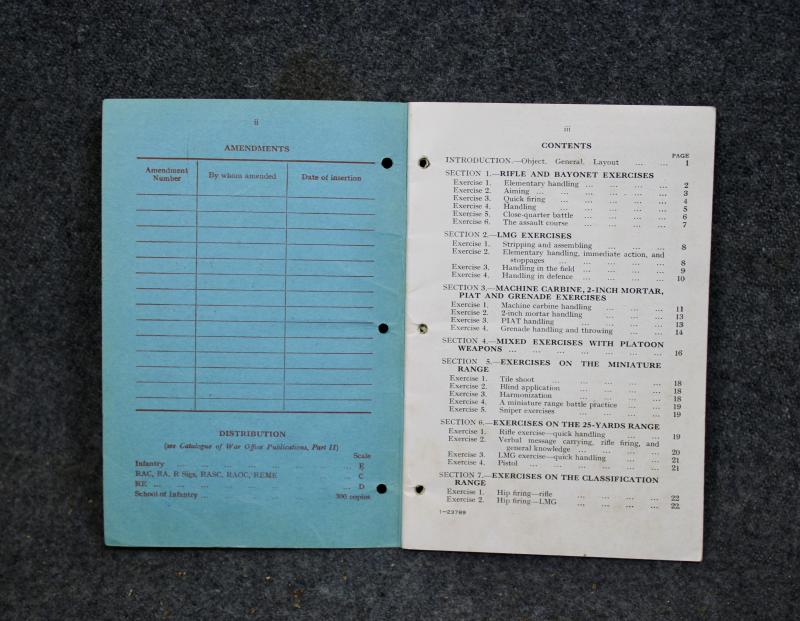 ii
AMENDMENTS
Amendment Number
By whom amended
Date of insertion
DISTRIBUTION
(see Catalogue of War Office Publications, Part II)
Scale
Infantry ... ... ... ... ... ... ... E
RAC, RA, R Sigs, RASC, RAOC, REME ... C
RE ... ... ... ... ... ... ... D
School of Infantry ... 300 copies
iii
CONTENTS
PAGE
INTRODUCTION.—Object. General. Layout ... ... 1
SECTION 1.—RIFLE AND BAYONET EXERCISES
Exercise 1. Elementary handling ... ... ... ... 2
Exercise 2. Aiming ... ... ... ... ... ... 3
Exercise 3. Quick firing ... ... ... ... 4
Exercise 4. Handling ... ... ... ... 5
Exercise 5. Close-quarter battle ... ... ... ... 6
Exercise 6. The assault course ... ... ... ... 7
SECTION 2.—LMG EXERCISES
Exercise 1. Stripping and assembling ... ... ... 8
Exercise 2. Elementary handling, immediate action, and
stoppages ... ... ... ... ... 8
Exercise 3. Handling in the field ... ... ... ... 9
Exercise 4. Handling in defence ... ... ... ... 10
SECTION 3.—MACHINE CARBINE, 2-INCH MORTAR,
PIAT AND GRENADE EXERCISES
Exercise 1. Machine carbine handling ... ... ... 11
Exercise 2. 2-inch mortar handling ... ... ... 13
Exercise 3. PIAT handling ... ... ... ... 13
Exercise 4. Grenade handling and throwing ... ... 14
SECTION 4.—MIXED EXERCISES WITH PLATOON
WEAPONS ... ... ... ... ... ... ... 16
SECTION 5.—EXERCISES ON THE MINIATURE
RANGE
Exercise 1. Tile shoot ... ... ... ... ... 18
Exercise 2. Blind application ... ... ... ... 18
Exercise 3. Harmonization ... ... ... ... 18
Exercise 4. A miniature range battle practice ... ... 19
Exercise 5. Sniper exercises ... ... ... ... 19
SECTION 6.—EXERCISES ON THE 25-YARDS RANGE
Exercise 1. Rifle exercise—quick handling ... ... 19
Exercise 2. Verbal message carrying, rifle firing, and
general knowledge ... ... ... ... 20
Exercise 3. LMG exercise—quick handling ... ... 21
Exercise 4. Pistol ... ... ... ... ... ... 21
SECTION 7.—EXERCISES ON THE CLASSIFICATION
RANGE
Exercise 1. Hip firing—rifle ... ... ... ... 22
Exercise 2. Hip firing—LMG ... ... ... ... 22
1—23789